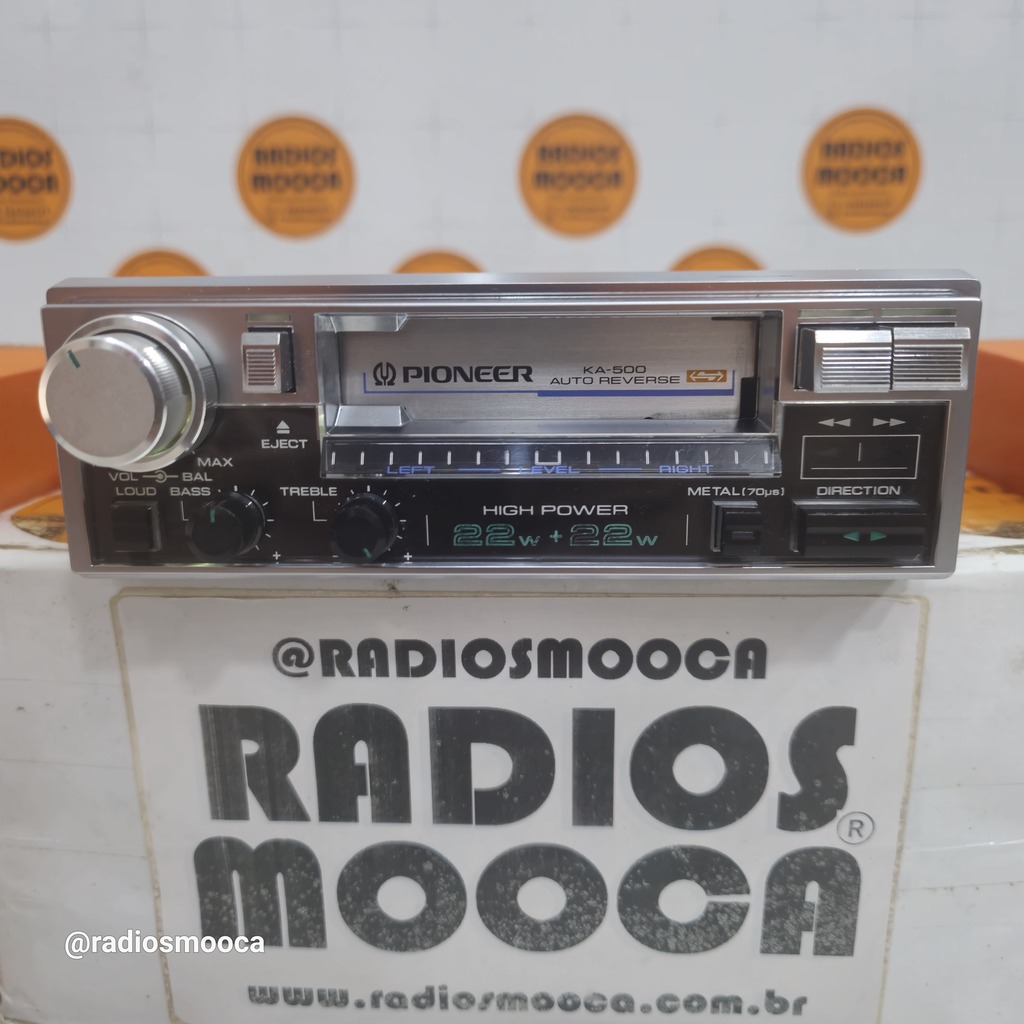 RADIOS
MOOCA
RADIOS
MOOCA
RADIOS
MOOCA
RADIOS
MOOCA
PIONEER
KA-500
AUTO REVERSE
EJECT
LEFT LEVEL RIGHT
MAX
VOL BAL
LOUD BASS TREBLE
METAL (70µs) DIRECTION
HIGH POWER
22W + 22W
@RADIOSMOOCA
RADIOS
MOOCA
®
@radiosmooca
www.radiosmooca.com.br